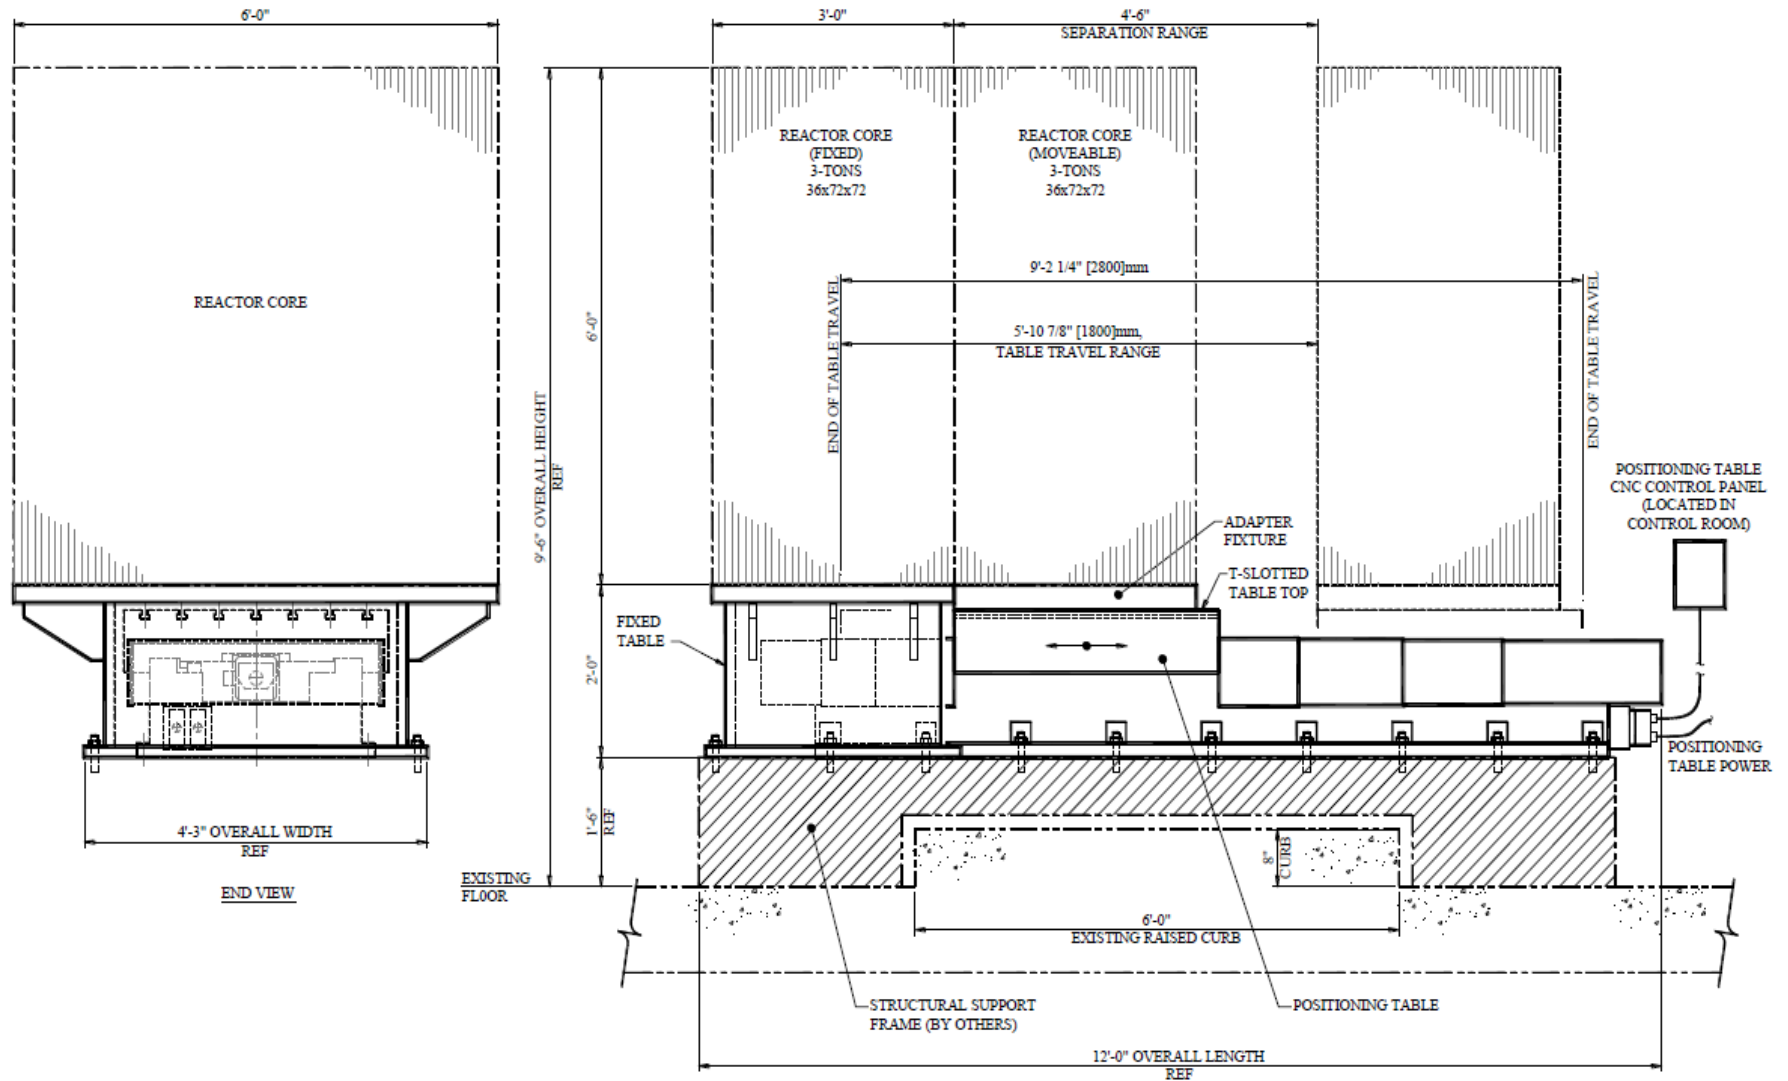 6'-0"
3'-0"
4'-6"
SEPARATION RANGE
REACTOR CORE
(FIXED)
3-TONS
36x72x72
REACTOR CORE
(MOVEABLE)
3-TONS
36x72x72
9'-2 1/4" [2800]mm
5'-10 7/8" [1800]mm,
TABLE TRAVEL RANGE
END OF TABLE TRAVEL
END OF TABLE TRAVEL
REACTOR CORE
6'-0"
9'-6" OVERALL HEIGHT
REF
POSITIONING TABLE
CNC CONTROL PANEL
(LOCATED IN
CONTROL ROOM)
ADAPTER
FIXTURE
T-SLOTTED
TABLE TOP
FIXED
TABLE
2'-0"
POSITIONING
TABLE POWER
1'-6"
REF
4'-3" OVERALL WIDTH
REF
8"
CURB
END VIEW
EXISTING
FLOOR
6'-0"
EXISTING RAISED CURB
STRUCTURAL SUPPORT
FRAME (BY OTHERS)
POSITIONING TABLE
12'-0" OVERALL LENGTH
REF